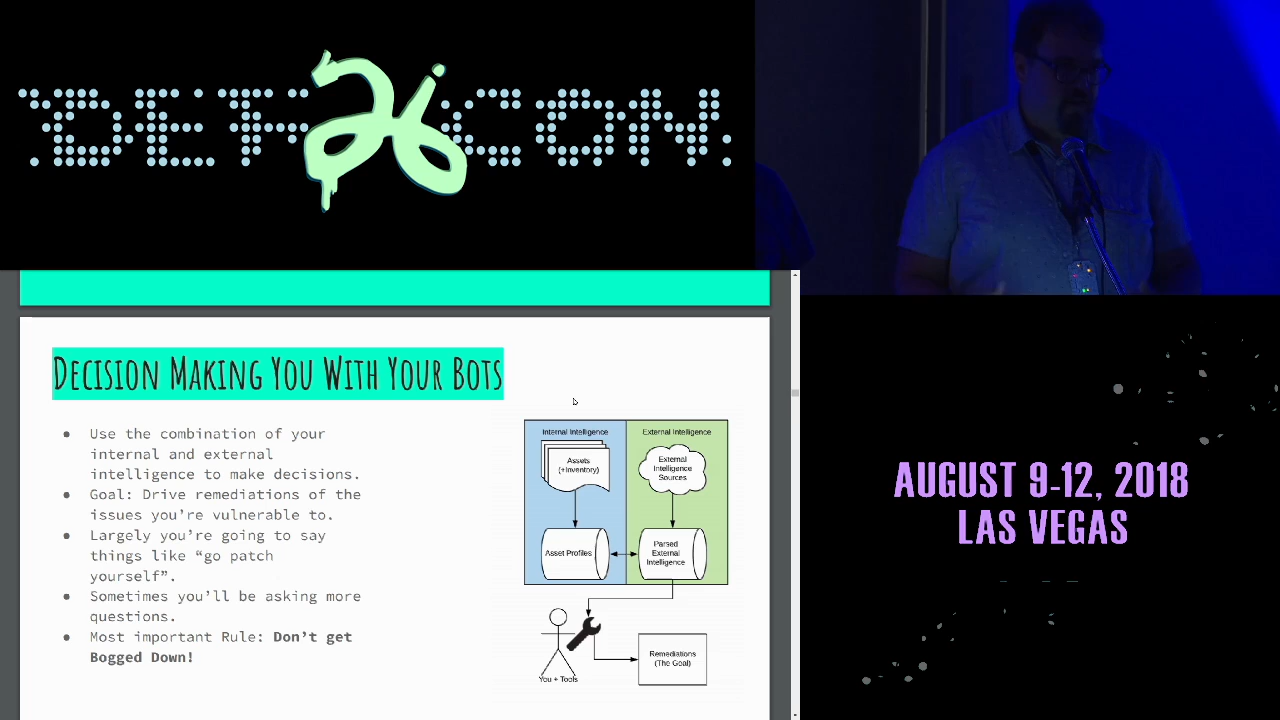 DEF 26 CON
DECISION MAKING YOU WITH YOUR BOTS
● Use the combination of your
internal and external
intelligence to make decisions.
● Goal: Drive remediations of the
issues you’re vulnerable to.
● Largely you’re going to say
things like “go patch
yourself”.
● Sometimes you’ll be asking more
questions.
● Most important Rule: Don’t get
Bogged Down!
Internal Intelligence
External Intelligence
Assets
(+Inventory)
External
Intelligence
Sources
Asset Profiles
Parsed
External
Intelligence
You + Tools
Remediations
(The Goal)
AUGUST 9-12, 2018
LAS VEGAS